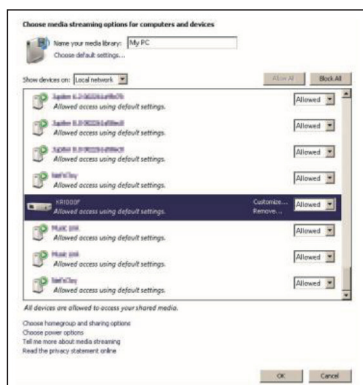 Choose media streaming options for computers and devices
Name your media library: My PC
Choose default settings...
Show devices on: Local network Allow All Block All
Allowed
Allowed access using default settings.
Allowed
Allowed access using default settings.
Allowed
Allowed access using default settings.
Allowed
Allowed access using default settings.
Customize... Allowed
Allowed access using default settings. Remove...
Allowed
Allowed access using default settings.
Allowed
Allowed access using default settings.
Allowed
Allowed access using default settings.
All devices are allowed to access your shared media.
Choose homegroup and sharing options
Choose power options
Tell me more about media streaming
Read the privacy statement online
OK Cancel